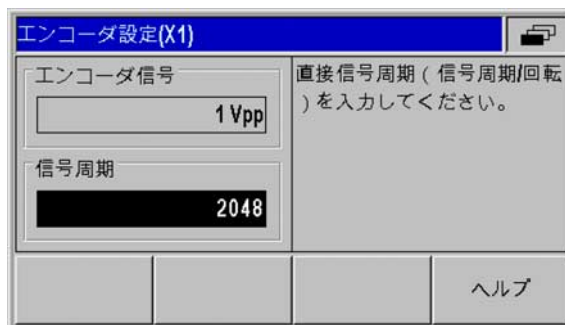 エンコーダ設定(X1)
エンコーダ信号
1 Vpp
信号周期
2048
直接信号周期 ( 信号周期/回転
) を入力してください。
ヘルプ